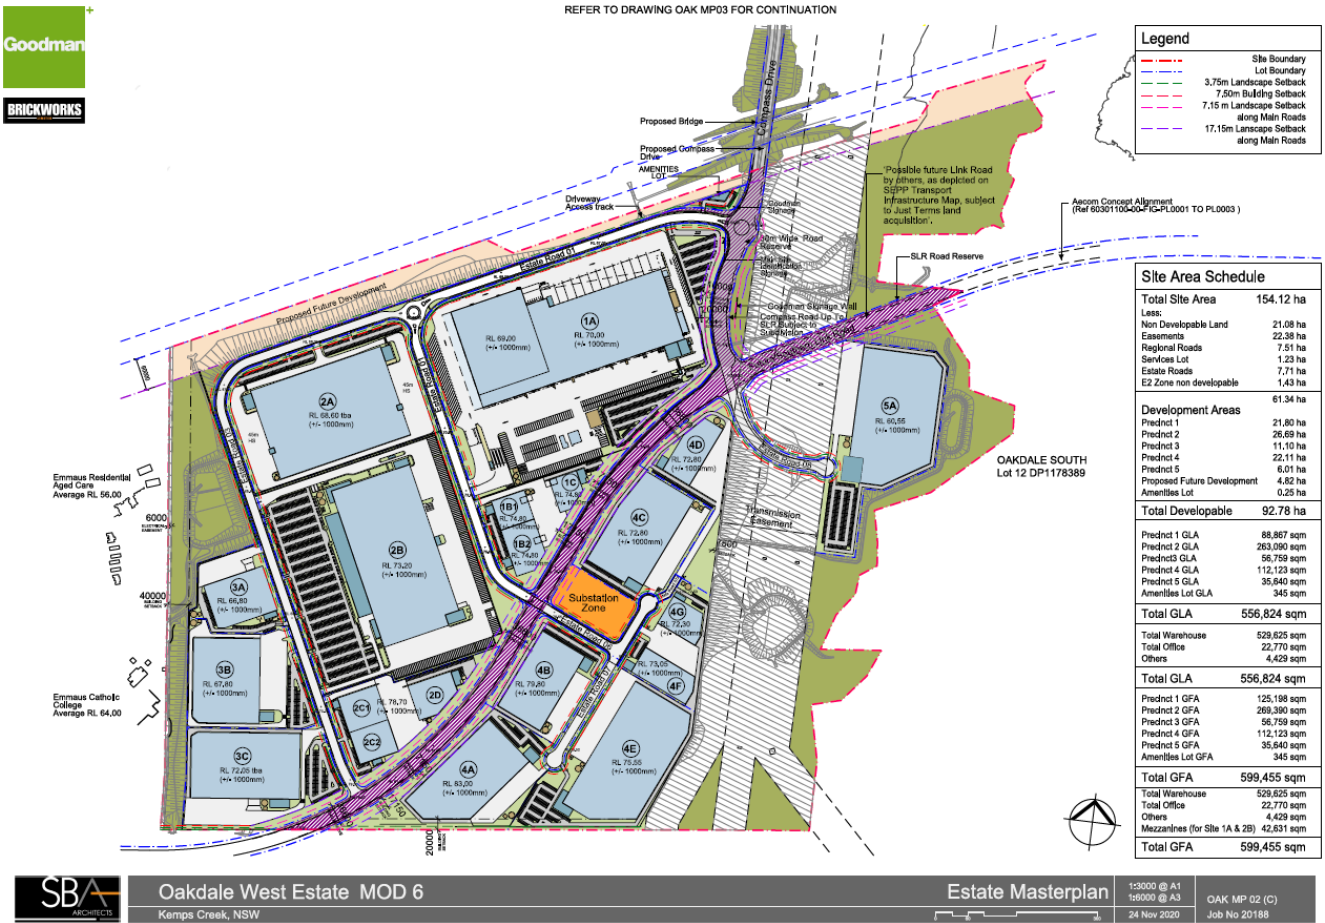 REFER TO DRAWING OAK MP03 FOR CONTINUATION
Goodman
BRICKWORKS
Legend
Site Boundary
Lot Boundary
3.75m Landscape Setback
7.50m Building Setback
7.15 m Landscape Setback
along Main Roads
17.15m Lanscape Setback
along Main Roads
Compass Drive
Proposed Bridge
Proposed Compass
Drive
AMENITIES
LOT
Driveway
Access track
Goodman
Signage
'Possible future Link Road
by others, as depicted on
SEPP Transport
Infrastructure Map, subject
to Just Terms land
acquisition'.
Aecom Concept Alignment
(Ref 60301100-00-FIG-PL0001 TO PL0003 )
SLR Road Reserve
Goodman Signage Wall
Compass Road Up To
SLR Subject to
Subdivision
Estate Road 01
Proposed Future Development
1A
RL 69.00
(+/- 1000mm)
RL 70.00
(+/- 1000mm)
2A
RL 68.60 tba
(+/- 1000mm)
Estate Road 03
5A
RL 60.55
(+/- 1000mm)
4D
RL 72.80
(+/- 1000mm)
OAKDALE SOUTH
Lot 12 DP1178389
Emmaus Residential
Aged Care
Average RL 56.00
6000
1B1
RL 74.80
1C
1B2
RL 74.80
4C
RL 72.80
(+/- 1000mm)
Transmission
Easement
2B
RL 73.20
(+/- 1000mm)
Substation
Zone
3A
RL 66.80
(+/- 1000mm)
40000
4G
RL 72.30
(+/- 1000mm)
3B
RL 67.80
(+/- 1000mm)
4B
RL 79.80
(+/- 1000mm)
RL 73.05
(+/- 1000mm)
4F
Estate Road 07
Emmaus Catholic
College
Average RL 64.00
2C1
RL 78.70
(+/- 1000mm)
2D
2C2
3C
RL 72.05 tba
(+/- 1000mm)
4A
RL 83.00
(+/- 1000mm)
4E
RL 75.55
(+/- 1000mm)
20000
Site Area Schedule
Total Site Area 154.12 ha
Less:
Non Developable Land 21.08 ha
Easements 22.38 ha
Regional Roads 7.51 ha
Services Lot 1.23 ha
Estate Roads 7.71 ha
E2 Zone non developable 1.43 ha
61.34 ha
Development Areas
Precinct 1 21.80 ha
Precinct 2 26.69 ha
Precinct 3 11.10 ha
Precinct 4 22.11 ha
Precinct 5 6.01 ha
Proposed Future Development 4.82 ha
Amenities Lot 0.25 ha
Total Developable 92.78 ha
Precinct 1 GLA 88,867 sqm
Precinct 2 GLA 263,090 sqm
Precinct3 GLA 56,759 sqm
Precinct 4 GLA 112,123 sqm
Precinct 5 GLA 35,640 sqm
Amenities Lot GLA 345 sqm
Total GLA 556,824 sqm
Total Warehouse 529,625 sqm
Total Office 22,770 sqm
Others 4,429 sqm
Total GLA 556,824 sqm
Precinct 1 GFA 125,198 sqm
Precinct 2 GFA 269,390 sqm
Precinct 3 GFA 56,759 sqm
Precinct 4 GFA 112,123 sqm
Precinct 5 GFA 35,640 sqm
Amenities Lot GFA 345 sqm
Total GFA 599,455 sqm
Total Warehouse 529,625 sqm
Total Office 22,770 sqm
Others 4,429 sqm
Mezzanines (for Site 1A & 2B) 42,631 sqm
Total GFA 599,455 sqm
SBA
ARCHITECTS
Oakdale West Estate MOD 6
Kemps Creek, NSW
Estate Masterplan
1:3000 @ A1
1:6000 @ A3
24 Nov 2020
OAK MP 02 (C)
Job No 20188